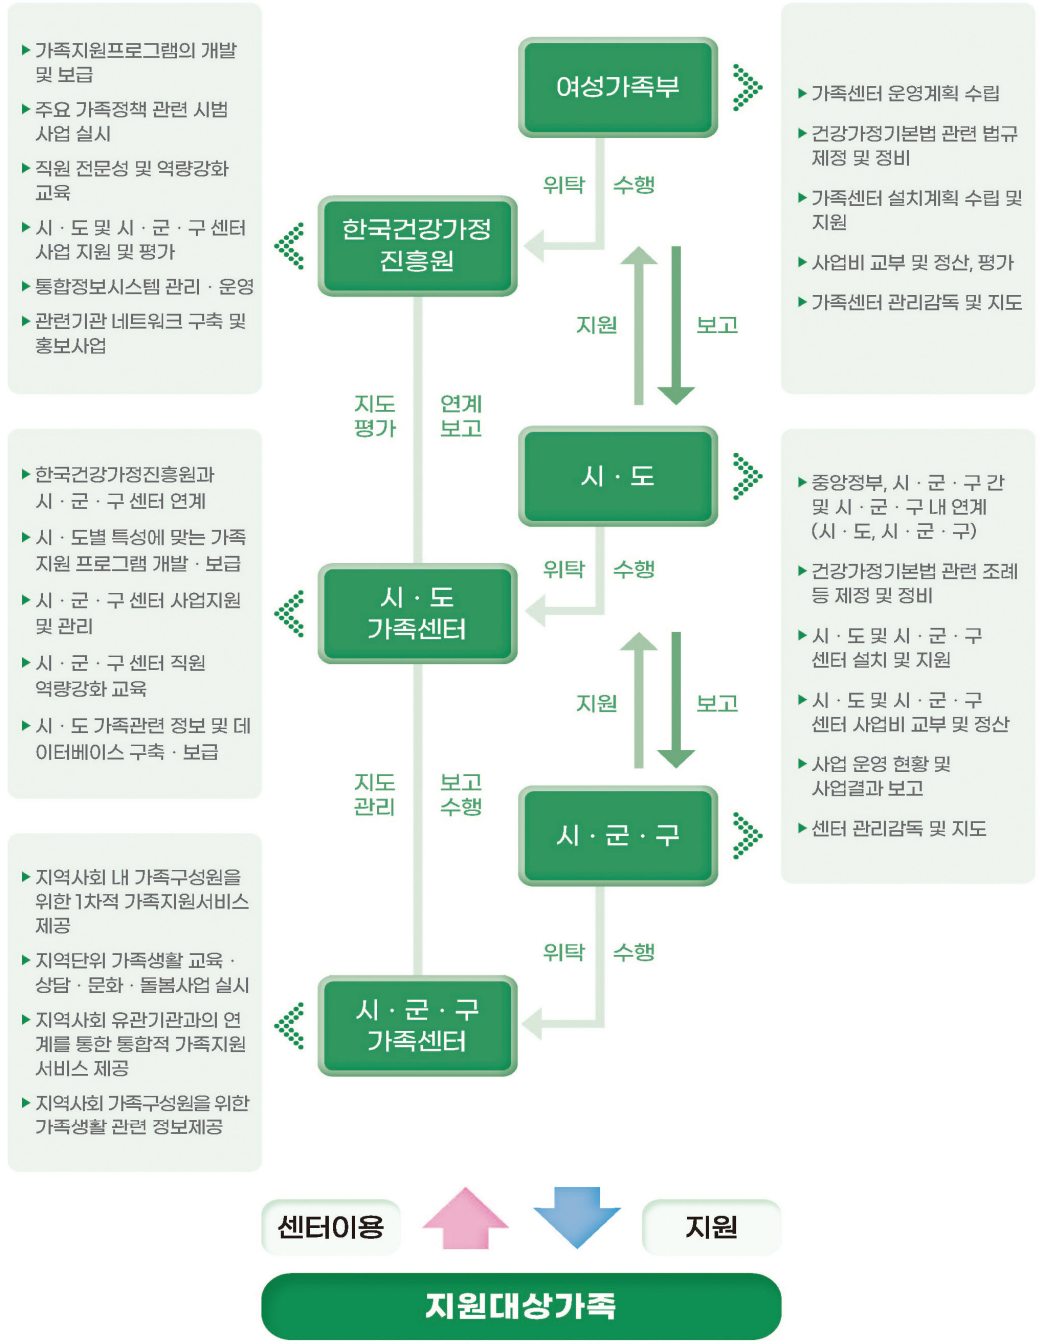 여성가족부
▶ 가족센터 운영계획 수립
▶ 건강가정기본법 관련 법규
제정 및 정비
▶ 가족센터 설치계획 수립 및
지원
▶ 사업비 교부 및 정산, 평가
▶ 가족센터 관리감독 및 지도
위탁 수행
한국건강가정
진흥원
▶ 가족지원프로그램의 개발
및 보급
▶ 주요 가족정책 관련 시범
사업 실시
▶ 직원 전문성 및 역량강화
교육
▶ 시 · 도 및 시 · 군 · 구 센터
사업 지원 및 평가
▶ 통합정보시스템 관리 · 운영
▶ 관련기관 네트워크 구축 및
홍보사업
지원 보고
지도 연계
평가 보고
시 · 도
▶ 중앙정부, 시 · 군 · 구 간
및 시 · 군 · 구 내 연계
(시 · 도, 시 · 군 · 구)
▶ 건강가정기본법 관련 조례
등 제정 및 정비
▶ 시 · 도 및 시 · 군 · 구
센터 설치 및 지원
▶ 시 · 도 및 시 · 군 · 구
센터 사업비 교부 및 정산
▶ 사업 운영 현황 및
사업결과 보고
▶ 센터 관리감독 및 지도
위탁 수행
시 · 도
가족센터
▶ 한국건강가정진흥원과
시 · 군 · 구 센터 연계
▶ 시 · 도별 특성에 맞는 가족
지원 프로그램 개발 · 보급
▶ 시 · 군 · 구 센터 사업지원
및 관리
▶ 시 · 군 · 구 센터 직원
역량강화 교육
▶ 시 · 도 가족관련 정보 및 데
이터베이스 구축 · 보급
지원 보고
지도 보고
관리 수행
시 · 군 · 구
위탁 수행
시 · 군 · 구
가족센터
▶ 지역사회 내 가족구성원을
위한 1차적 가족지원서비스
제공
▶ 지역단위 가족생활 교육 ·
상담 · 문화 · 돌봄사업 실시
▶ 지역사회 유관기관과의 연
계를 통한 통합적 가족지원
서비스 제공
▶ 지역사회 가족구성원을 위한
가족생활 관련 정보제공
센터이용 지원
지원대상가족